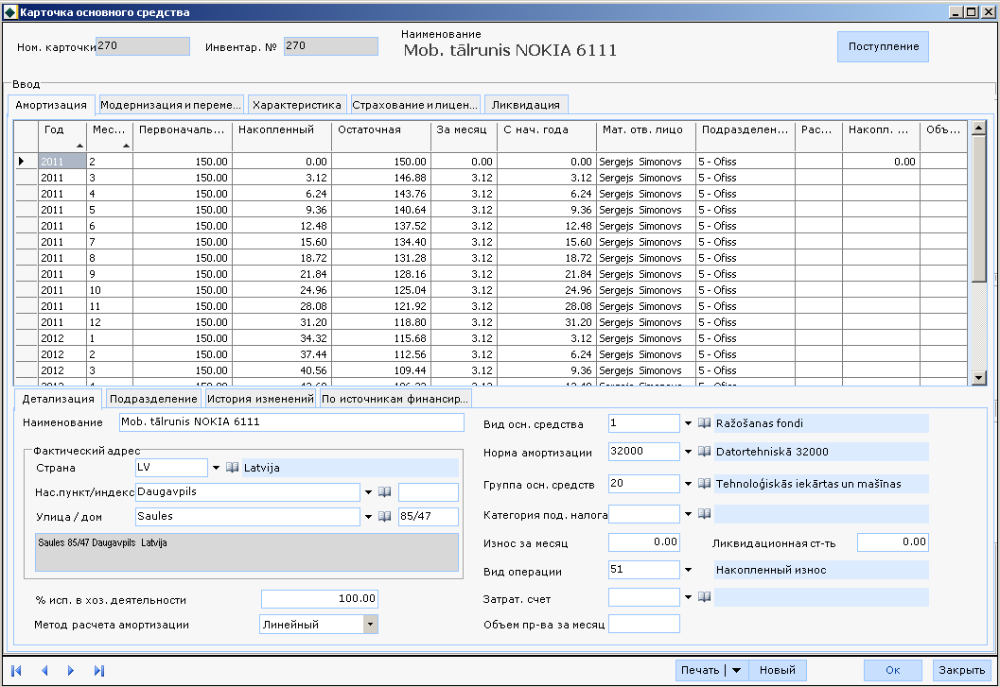 Карточка основного средства
Ном. карточки 270 Инвентар. № 270 Наименование Поступление
Mob. tālrunis NOKIA 6111
Ввод
Амортизация Модернизация и переме... Характеристика Страхование и лицен... Ликвидация
Год Мес... Первоначаль... Накопленный Остаточная За месяц С нач. года Мат. отв. лицо Подразделен... Рас... Накопл. ... Объ...
2011 2 150.00 0.00 150.00 0.00 0.00 Sergejs Simonovs 5 - Ofiss 0.00
2011 3 150.00 3.12 146.88 3.12 3.12 Sergejs Simonovs 5 - Ofiss
2011 4 150.00 6.24 143.76 3.12 6.24 Sergejs Simonovs 5 - Ofiss
2011 5 150.00 9.36 140.64 3.12 9.36 Sergejs Simonovs 5 - Ofiss
2011 6 150.00 12.48 137.52 3.12 12.48 Sergejs Simonovs 5 - Ofiss
2011 7 150.00 15.60 134.40 3.12 15.60 Sergejs Simonovs 5 - Ofiss
2011 8 150.00 18.72 131.28 3.12 18.72 Sergejs Simonovs 5 - Ofiss
2011 9 150.00 21.84 128.16 3.12 21.84 Sergejs Simonovs 5 - Ofiss
2011 10 150.00 24.96 125.04 3.12 24.96 Sergejs Simonovs 5 - Ofiss
2011 11 150.00 28.08 121.92 3.12 28.08 Sergejs Simonovs 5 - Ofiss
2011 12 150.00 31.20 118.80 3.12 31.20 Sergejs Simonovs 5 - Ofiss
2012 1 150.00 34.32 115.68 3.12 3.12 Sergejs Simonovs 5 - Ofiss
2012 2 150.00 37.44 112.56 3.12 6.24 Sergejs Simonovs 5 - Ofiss
2012 3 150.00 40.56 109.44 3.12 9.36 Sergejs Simonovs 5 - Ofiss
Детализация Подразделение История изменений По источникам финансир...
Наименование Mob. tālrunis NOKIA 6111
Фактический адрес
Страна LV Latvija
Нас.пункт/индекс Daugavpils
Улица / дом Saules 85/47
Saules 85/47 Daugavpils Latvija
% исп. в хоз. деятельности 100.00
Метод расчета амортизации Линейный
Вид осн. средства 1 Ražošanas fondi
Норма амортизации 32000 Datortehniskā 32000
Группа осн. средств 20 Tehnoloģiskās iekārtas un mašīnas
Категория под. налога
Износ за месяц 0.00 Ликвидационная ст-ть 0.00
Вид операции 51 Накопленный износ
Затрат. счет
Объем пр-ва за месяц
Печать Новый Ок Закрыть